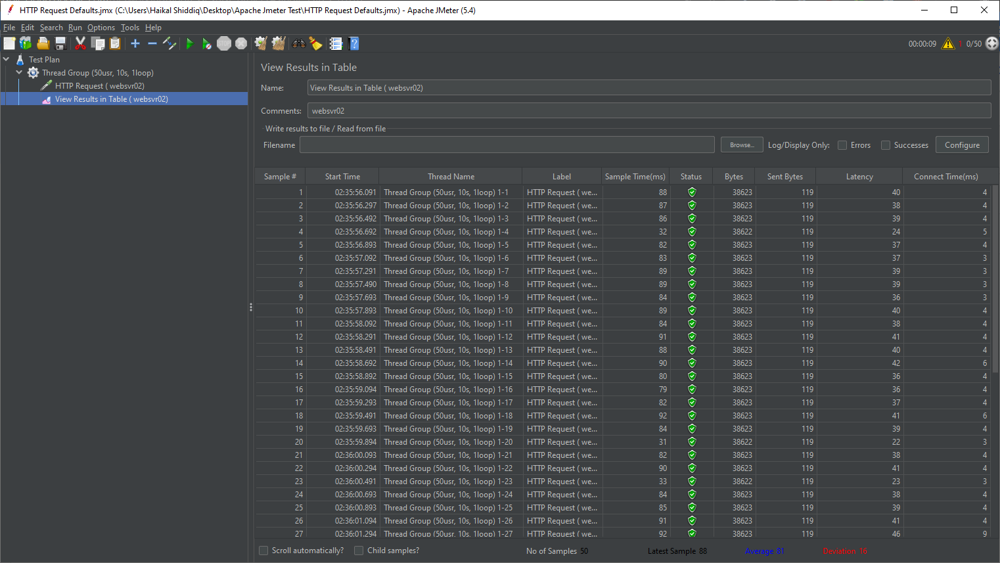 HTTP Request Defaults.jmx (C:\Users\Haikal Shiddiq\Desktop\Apache Jmeter Test\HTTP Request Defaults.jmx) - Apache JMeter (5.4)
File Edit Search Run Options Tools Help
00:00:09 1 0/50
Test Plan
Thread Group (50usr, 10s, 1loop)
HTTP Request ( websvr02)
View Results in Table ( websvr02)
View Results in Table
Name: View Results in Table ( websvr02)
Comments: websvr02
Write results to file / Read from file
Filename Browse... Log/Display Only: Errors Successes Configure
Sample # Start Time Thread Name Label Sample Time(ms) Status Bytes Sent Bytes Latency Connect Time(ms)
1 02:35:56.091 Thread Group (50usr, 10s, 1loop) 1-1 HTTP Request ( we... 88 38623 119 40 4
2 02:35:56.297 Thread Group (50usr, 10s, 1loop) 1-2 HTTP Request ( we... 87 38623 119 38 4
3 02:35:56.492 Thread Group (50usr, 10s, 1loop) 1-3 HTTP Request ( we... 86 38623 119 39 4
4 02:35:56.692 Thread Group (50usr, 10s, 1loop) 1-4 HTTP Request ( we... 32 38622 119 24 5
5 02:35:56.893 Thread Group (50usr, 10s, 1loop) 1-5 HTTP Request ( we... 82 38623 119 37 4
6 02:35:57.092 Thread Group (50usr, 10s, 1loop) 1-6 HTTP Request ( we... 83 38623 119 37 3
7 02:35:57.291 Thread Group (50usr, 10s, 1loop) 1-7 HTTP Request ( we... 89 38623 119 39 3
8 02:35:57.490 Thread Group (50usr, 10s, 1loop) 1-8 HTTP Request ( we... 89 38623 119 39 3
9 02:35:57.693 Thread Group (50usr, 10s, 1loop) 1-9 HTTP Request ( we... 84 38623 119 36 3
10 02:35:57.893 Thread Group (50usr, 10s, 1loop) 1-10 HTTP Request ( we... 89 38623 119 40 4
11 02:35:58.092 Thread Group (50usr, 10s, 1loop) 1-11 HTTP Request ( we... 84 38623 119 38 4
12 02:35:58.291 Thread Group (50usr, 10s, 1loop) 1-12 HTTP Request ( we... 91 38623 119 41 4
13 02:35:58.491 Thread Group (50usr, 10s, 1loop) 1-13 HTTP Request ( we... 88 38623 119 40 4
14 02:35:58.692 Thread Group (50usr, 10s, 1loop) 1-14 HTTP Request ( we... 90 38623 119 42 6
15 02:35:58.892 Thread Group (50usr, 10s, 1loop) 1-15 HTTP Request ( we... 80 38623 119 36 4
16 02:35:59.094 Thread Group (50usr, 10s, 1loop) 1-16 HTTP Request ( we... 79 38623 119 36 4
17 02:35:59.293 Thread Group (50usr, 10s, 1loop) 1-17 HTTP Request ( we... 82 38623 119 37 4
18 02:35:59.491 Thread Group (50usr, 10s, 1loop) 1-18 HTTP Request ( we... 92 38623 119 41 6
19 02:35:59.693 Thread Group (50usr, 10s, 1loop) 1-19 HTTP Request ( we... 84 38623 119 39 4
20 02:35:59.894 Thread Group (50usr, 10s, 1loop) 1-20 HTTP Request ( we... 31 38622 119 22 3
21 02:36:00.093 Thread Group (50usr, 10s, 1loop) 1-21 HTTP Request ( we... 82 38623 119 38 4
22 02:36:00.294 Thread Group (50usr, 10s, 1loop) 1-22 HTTP Request ( we... 90 38623 119 41 4
23 02:36:00.491 Thread Group (50usr, 10s, 1loop) 1-23 HTTP Request ( we... 33 38622 119 23 3
24 02:36:00.693 Thread Group (50usr, 10s, 1loop) 1-24 HTTP Request ( we... 84 38623 119 38 4
25 02:36:00.893 Thread Group (50usr, 10s, 1loop) 1-25 HTTP Request ( we... 85 38623 119 39 4
26 02:36:01.094 Thread Group (50usr, 10s, 1loop) 1-26 HTTP Request ( we... 91 38623 119 41 4
27 02:36:01.294 Thread Group (50usr, 10s, 1loop) 1-27 HTTP Request ( we... 92 38623 119 46 9
Scroll automatically? Child samples? No of Samples 50 Latest Sample 88 Average 81 Deviation 16